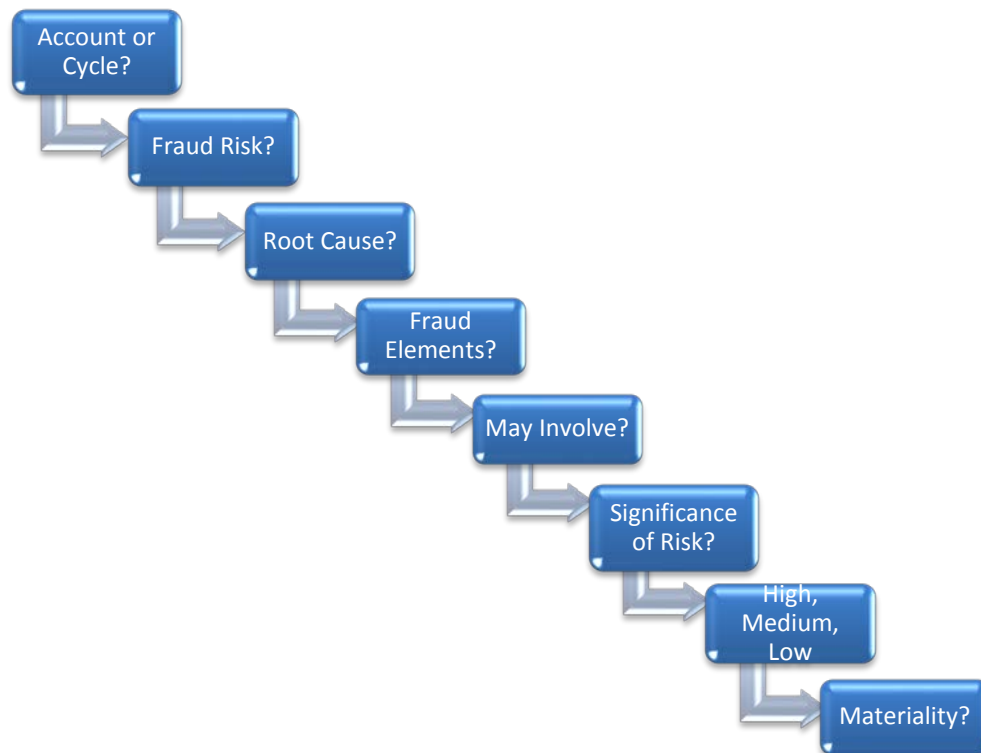 Account or
Cycle?
Fraud Risk?
Root Cause?
Fraud
Elements?
May Involve?
Significance
of Risk?
High,
Medium,
Low
Materiality?